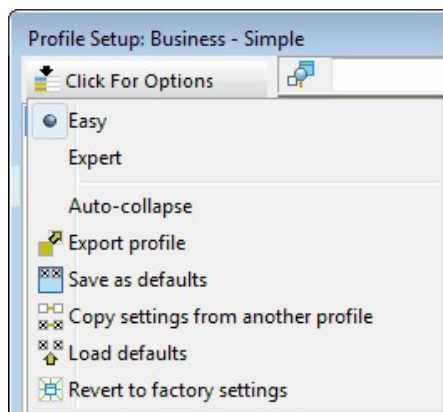 Profile Setup: Business - Simple
Click For Options
Easy
Expert
Auto-collapse
Export profile
Save as defaults
Copy settings from another profile
Load defaults
Revert to factory settings